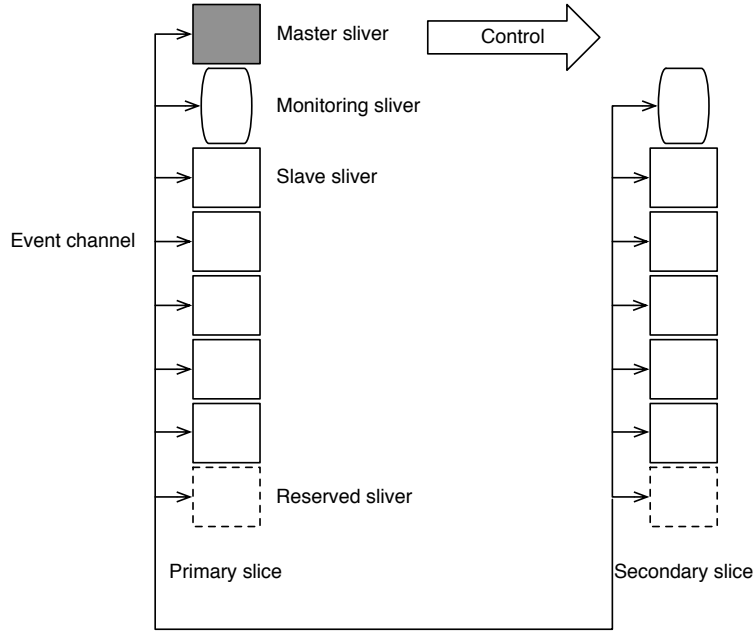 Master sliver
Control
Monitoring sliver
Slave sliver
Event channel
Reserved sliver
Primary slice
Secondary slice